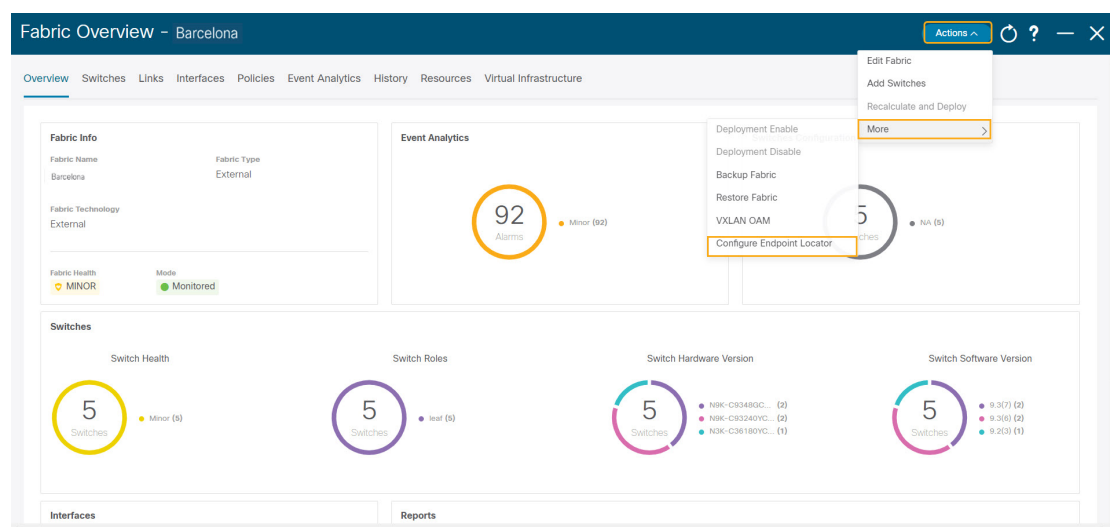 Fabric Overview - Barcelona
Actions
?
Overview Switches Links Interfaces Policies Event Analytics History Resources Virtual Infrastructure
Edit Fabric
Add Switches
Recalculate and Deploy
More
Deployment Enable
Deployment Disable
Backup Fabric
Restore Fabric
VXLAN OAM
Configure Endpoint Locator
Fabric Info
Fabric Name Fabric Type
Barcelona External
Fabric Technology
External
Fabric Health Mode
MINOR Monitored
Event Analytics
92
Alarms
Minor (92)
5
NA (5)
Switches
Switch Health
5
Switches
Minor (5)
Switch Roles
5
Switches
leaf (5)
Switch Hardware Version
5
Switches
N9K-C9348GC... (2)
N9K-C93240YC... (2)
N3K-C36180YC... (1)
Switch Software Version
5
Switches
9.3(7) (2)
9.3(6) (2)
9.2(3) (1)
Interfaces
Reports